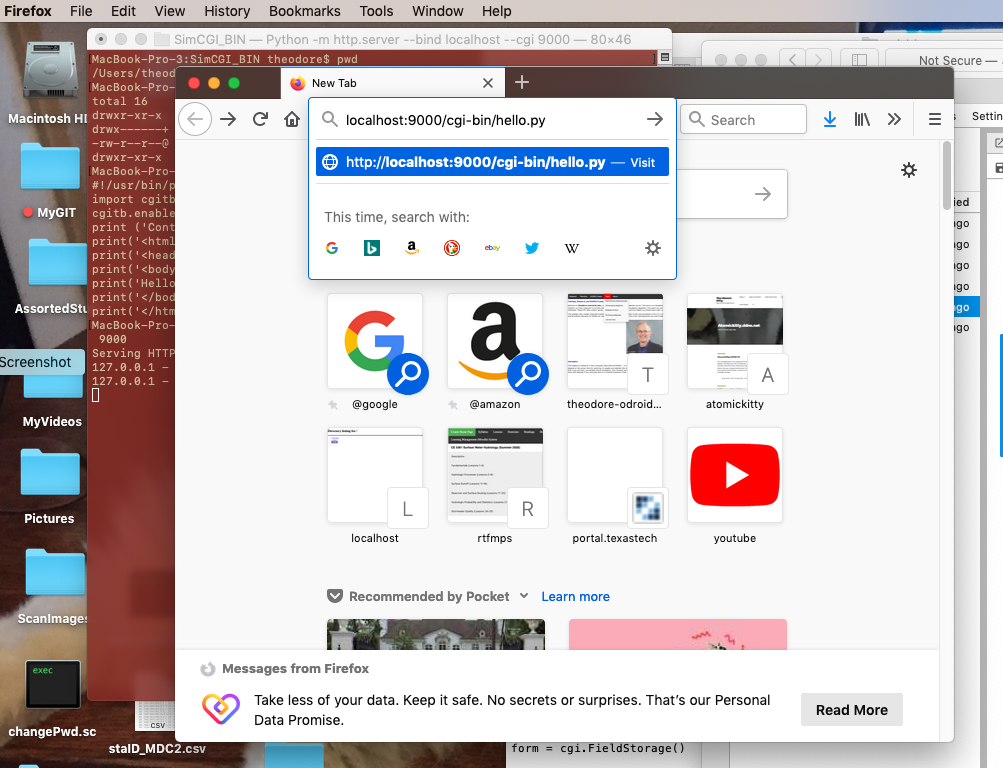 Firefox File Edit View History Bookmarks Tools Window Help
SimCGI_BIN — Python -m http.server --bind localhost --cgi 9000 — 80×46
MacBook-Pro-3:SimCGI_BIN theodore$ pwd
/Users/theod
MacBook-Pro-
total 16
drwxr-xr-x
drwx------+
-rw-r--r--@
drwxr-xr-x
MacBook-Pro-
#!/usr/bin/p
import cgitb
cgitb.enable
print ('Cont
print('<html
print('<head
print('<body
print('Hello
print('</bod
print('</htm
MacBook-Pro-
9000
Serving HTTP
127.0.0.1 -
127.0.0.1 -
Not Secure —
Settin
ied
ago
ago
ago
ago
ago
ago
Macintosh HD
MyGIT
AssortedStu
Screenshot
MyVideos
Pictures
ScanImages
exec
changePwd.sc
CSV
staID_MDC2.csv
New Tab
localhost:9000/cgi-bin/hello.py
Search
http://localhost:9000/cgi-bin/hello.py — Visit
This time, search with:
ebay
W
@google
@amazon
T
theodore-odroid...
A
atomickitty
L
localhost
R
rtfmps
portal.texastech
youtube
Recommended by Pocket Learn more
Messages from Firefox
Take less of your data. Keep it safe. No secrets or surprises. That's our Personal
Data Promise.
Read More
form = cgi.FieldStorage()